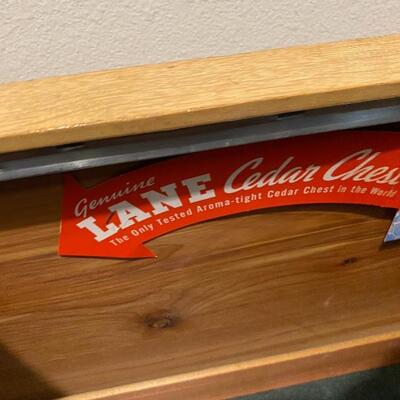 Genuine
LANE Cedar Chest
The Only Tested Aroma-tight Cedar Chest in the World